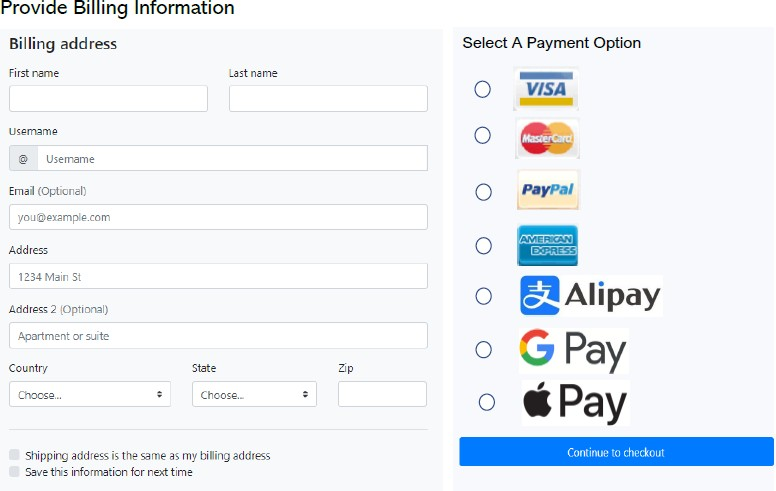 Provide Billing Information
Billing address
First name
Last name
Username
@ Username
Email (Optional)
you@example.com
Address
1234 Main St
Address 2 (Optional)
Apartment or suite
Country
State
Zip
Choose...
Choose...
Shipping address is the same as my billing address
Save this information for next time
Select A Payment Option
VISA
MasterCard
PayPal
AMERICAN
EXPRESS
支 Alipay
G Pay
Pay
Continue to checkout